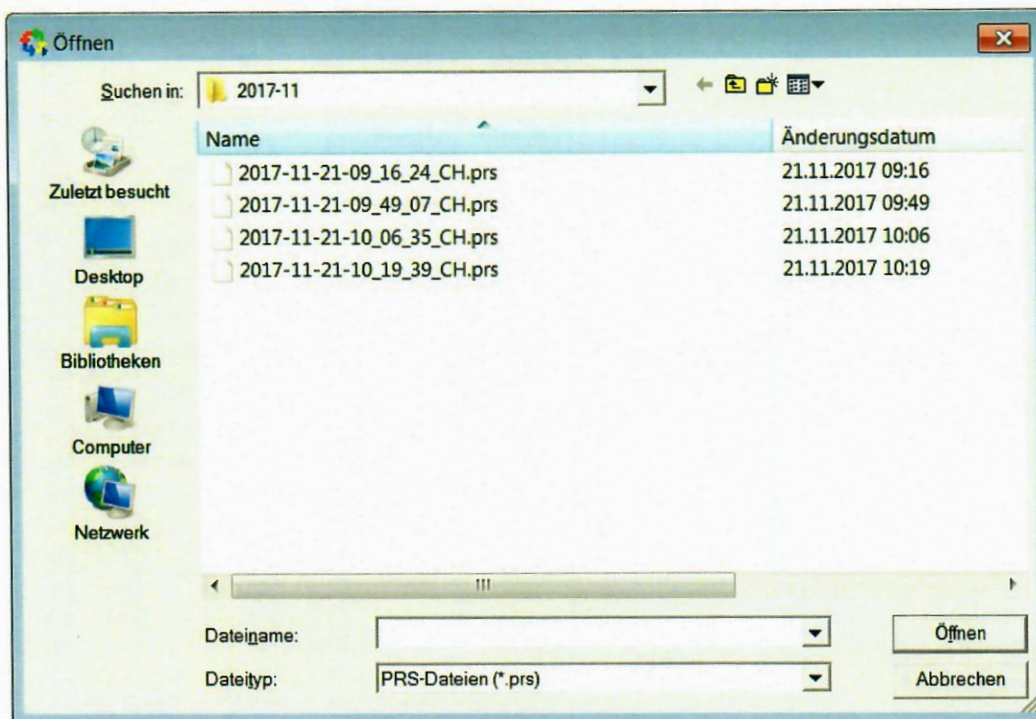 Öffnen
Suchen in: 2017-11
Name Änderungsdatum
2017-11-21-09_16_24_CH.prs 21.11.2017 09:16
2017-11-21-09_49_07_CH.prs 21.11.2017 09:49
2017-11-21-10_06_35_CH.prs 21.11.2017 10:06
2017-11-21-10_19_39_CH.prs 21.11.2017 10:19
Zuletzt besucht
Desktop
Bibliotheken
Computer
Netzwerk
Dateiname: Öffnen
Dateityp: PRS-Dateien (*.prs) Abbrechen